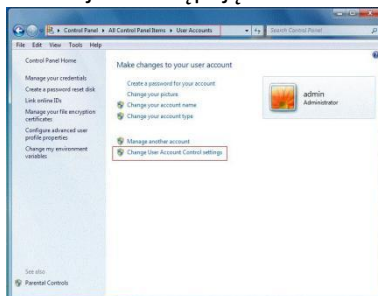 Control Panel ▸ All Control Panel Items ▸ User Accounts
Search Control Panel
File Edit View Tools Help
Control Panel Home
Manage your credentials
Create a password reset disk
Link online IDs
Manage your file encryption
certificates
Configure advanced user
profile properties
Change my environment
variables
See also
Parental Controls
Make changes to your user account
Create a password for your account
Change your picture
Change your account name
Change your account type
Manage another account
Change User Account Control settings
admin
Administrator